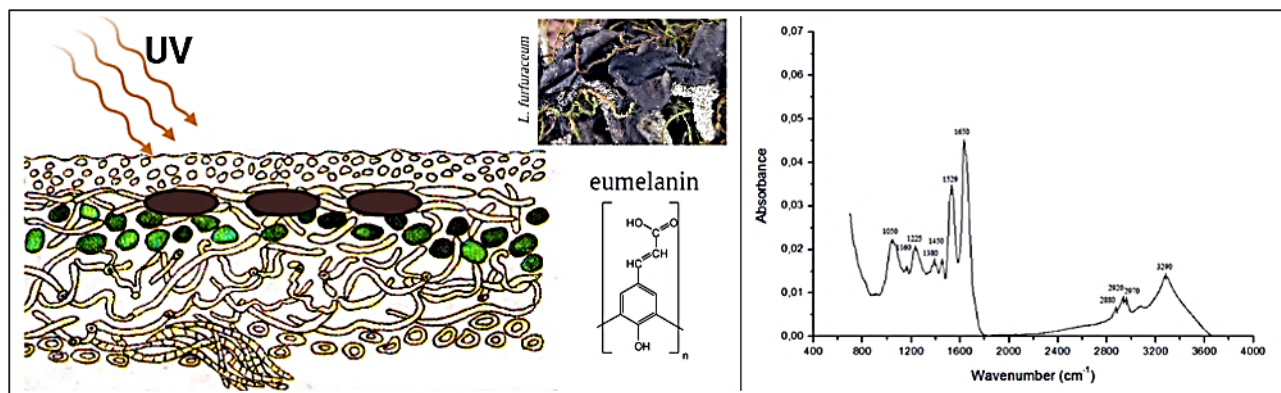 UV
L. furfuraceum
eumelanin
HO
O
C
HC
CH
OH
n
0,07
0,06
0,05
0,04
0,03
0,02
0,01
0,00
Absorbance
1050
1160
1225
1380
1450
1529
1650
2880
2920
2970
3290
400
800
1200
1600
2000
2400
2800
3200
3600
4000
Wavenumber (cm⁻¹)